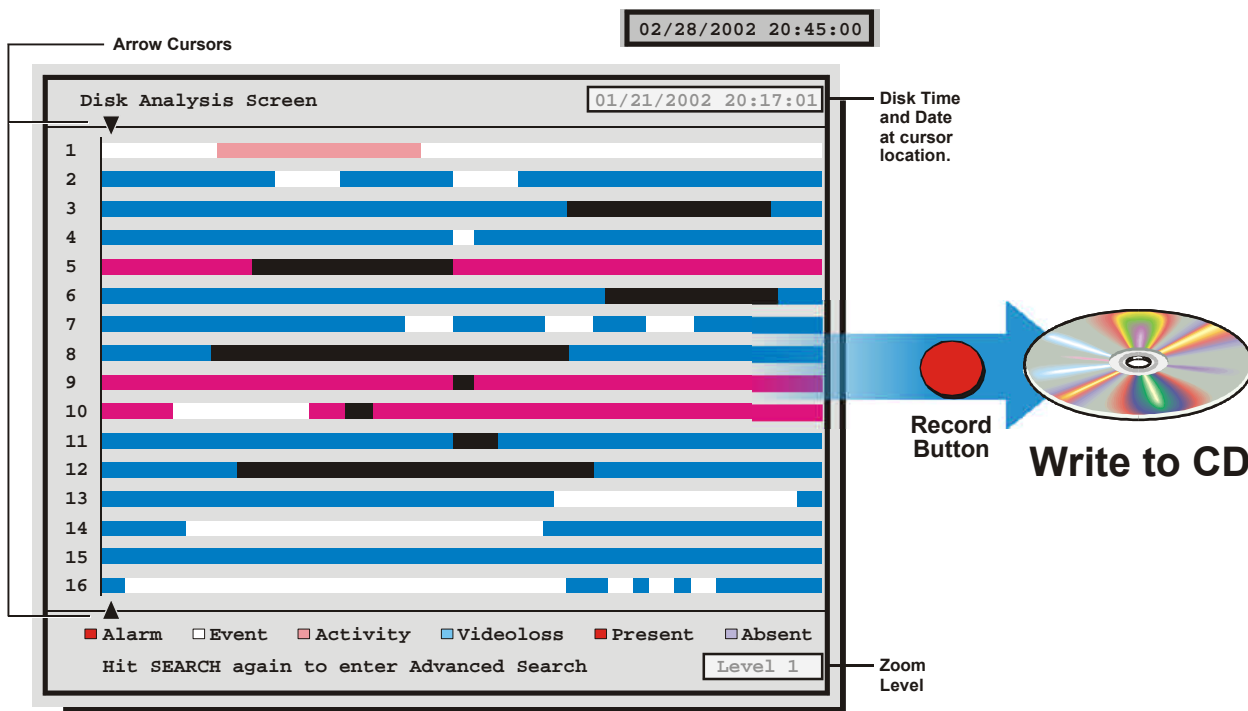 02/28/2002 20:45:00
Arrow Cursors
Disk Analysis Screen
01/21/2002 20:17:01
Disk Time
and Date
at cursor
location.
1
2
3
4
5
6
7
8
9
10
11
12
13
14
15
16
Record
Button
Write to CD
Alarm Event Activity Videoloss Present Absent
Hit SEARCH again to enter Advanced Search
Level 1
Zoom
Level